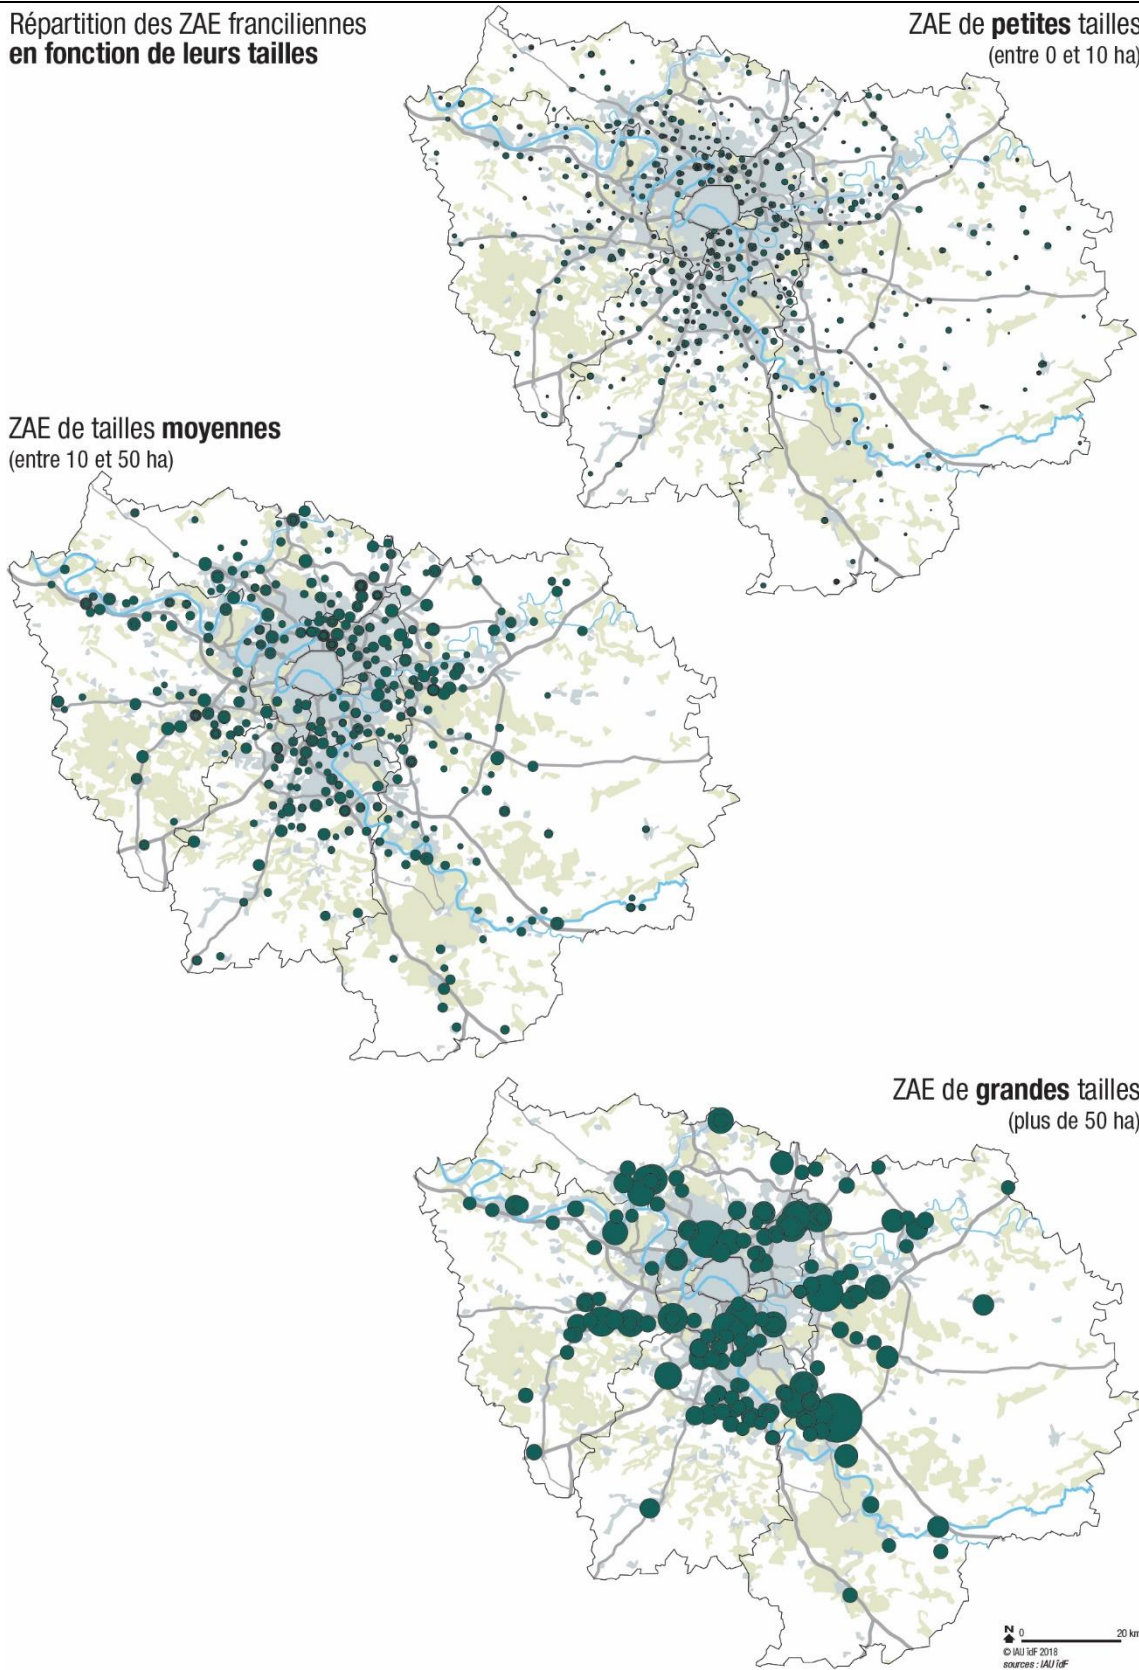 Répartition des ZAE franciliennes
en fonction de leurs tailles
ZAE de petites tailles
(entre 0 et 10 ha)
ZAE de tailles moyennes
(entre 10 et 50 ha)
ZAE de grandes tailles
(plus de 50 ha)
N 0 20 km
© IAU îdF 2018
sources : IAU îdF